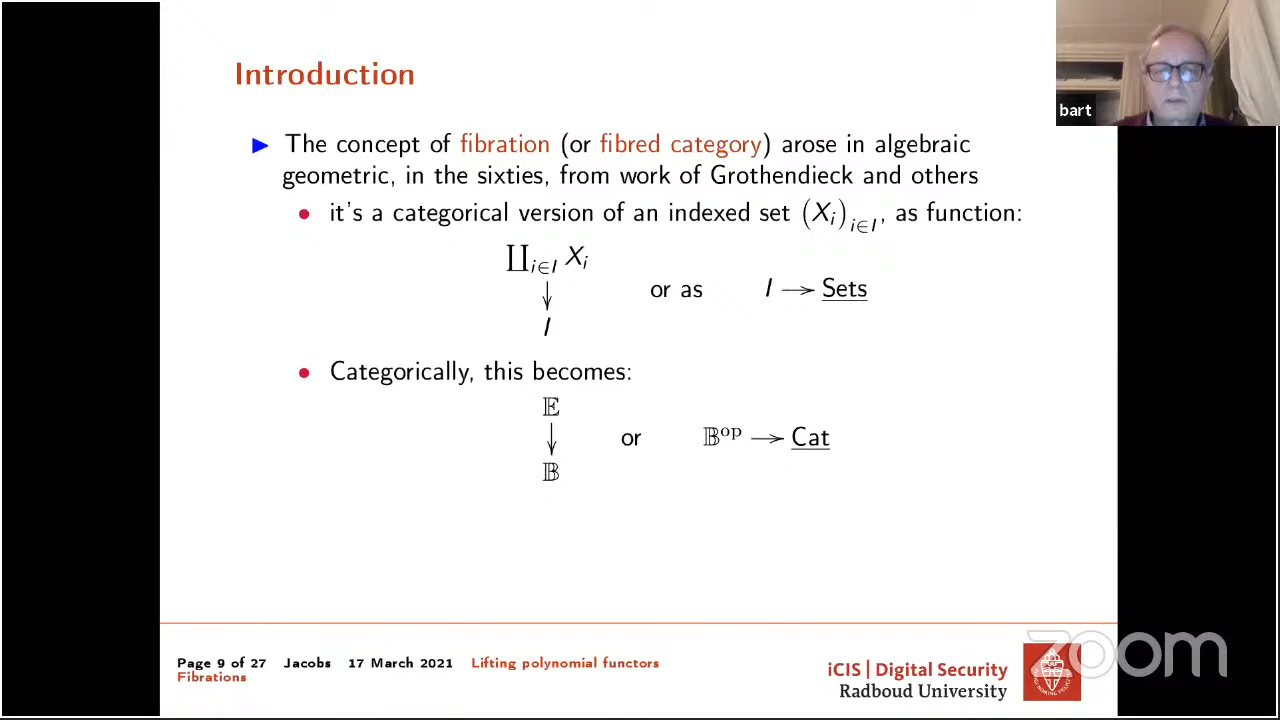 Introduction
bart
▶ The concept of fibration (or fibred category) arose in algebraic
geometric, in the sixties, from work of Grothendieck and others
• it's a categorical version of an indexed set (Xᵢ)ᵢ∈I, as function:
∐ᵢ∈I Xᵢ
↓
I
or as I → Sets
• Categorically, this becomes:
𝔼
↓
𝔹
or 𝔹ᵒᵖ → Cat
Page 9 of 27 Jacobs 17 March 2021 Lifting polynomial functors
Fibrations
iCIS | Digital Security
Radboud University
zoom